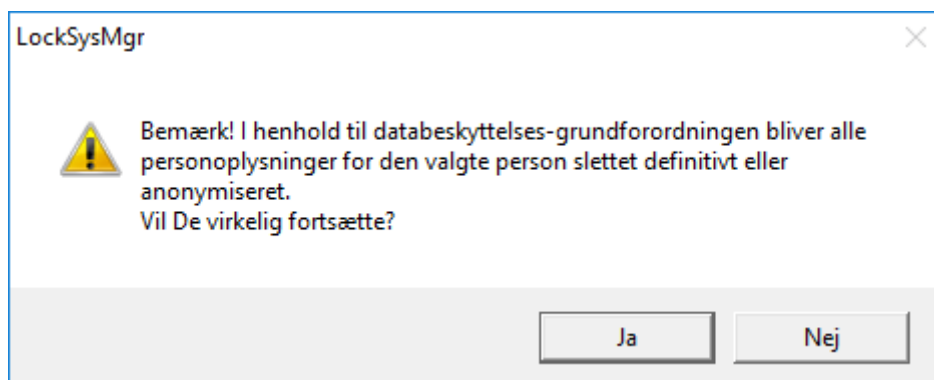 LockSysMgr
Bemærk! I henhold til databeskyttelses-grundforordningen bliver alle
personoplysninger for den valgte person slettet definitivt eller
anonymiseret.
Vil De virkelig fortsætte?
Ja
Nej